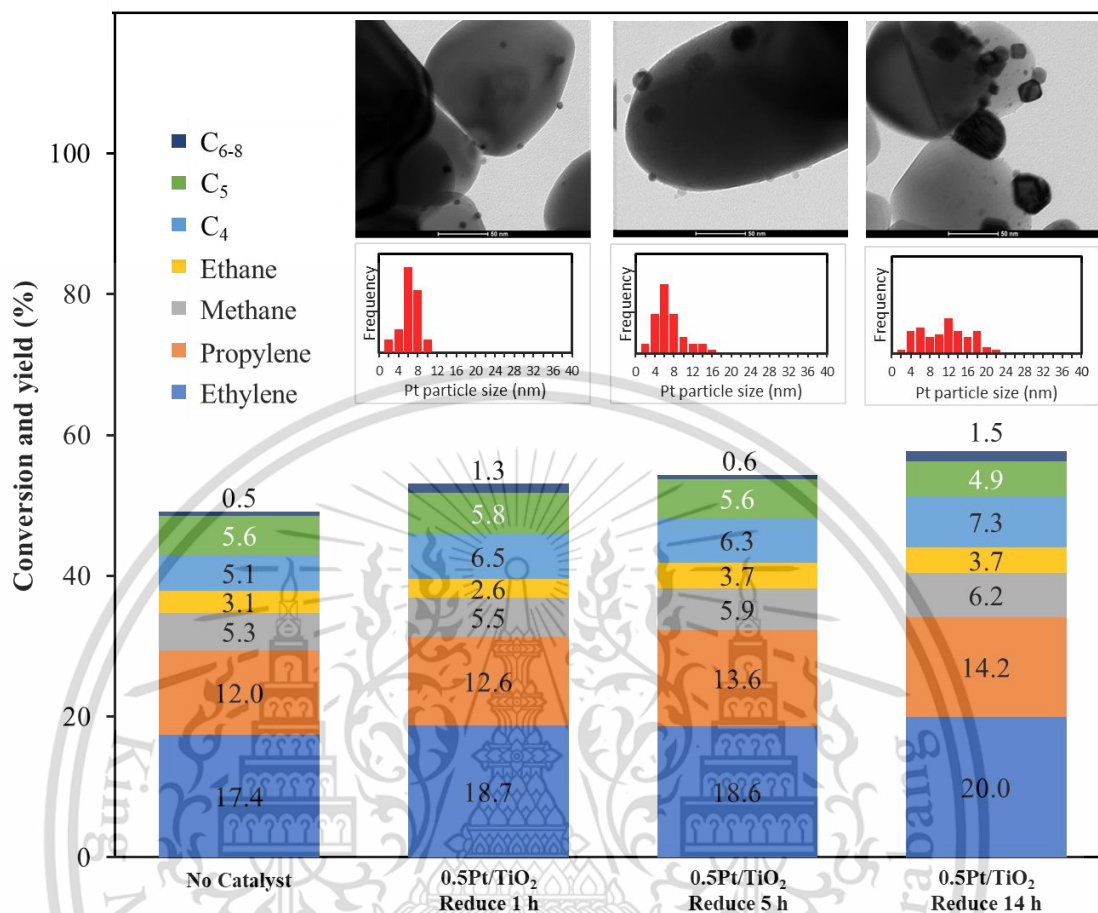 Conversion and yield (%)
100
80
60
40
20
0
C6-8
C5
C4
Ethane
Methane
Propylene
Ethylene
50 nm
50 nm
50 nm
Frequency
0 4 8 12 16 20 24 28 32 36 40
Pt particle size (nm)
Frequency
0 4 8 12 16 20 24 28 32 36 40
Pt particle size (nm)
Frequency
0 4 8 12 16 20 24 28 32 36 40
Pt particle size (nm)
0.5
5.6
5.1
3.1
5.3
12.0
17.4
1.3
5.8
6.5
2.6
5.5
12.6
18.7
0.6
5.6
6.3
3.7
5.9
13.6
18.6
1.5
4.9
7.3
3.7
6.2
14.2
20.0
No Catalyst
0.5Pt/TiO2
Reduce 1 h
0.5Pt/TiO2
Reduce 5 h
0.5Pt/TiO2
Reduce 14 h
King